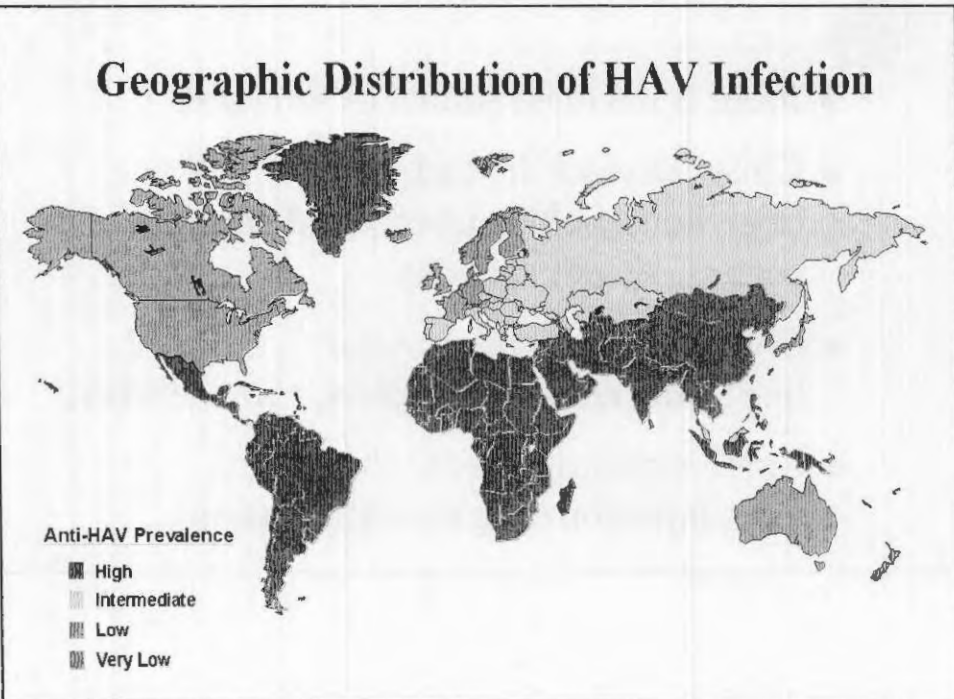 Geographic Distribution of HAV Infection
Anti-HAV Prevalence
High
Intermediate
Low
Very Low